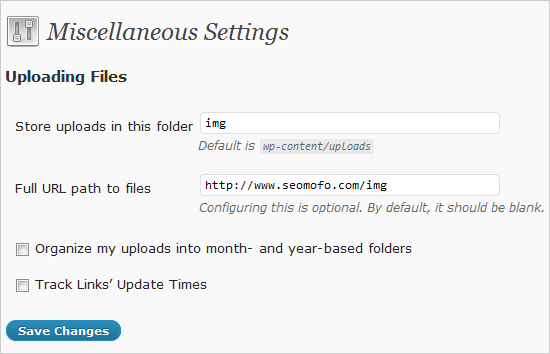 Miscellaneous Settings
Uploading Files
Store uploads in this folder
img
Default is wp-content/uploads
Full URL path to files
http://www.seomofo.com/img
Configuring this is optional. By default, it should be blank.
Organize my uploads into month- and year-based folders
Track Links’ Update Times
Save Changes